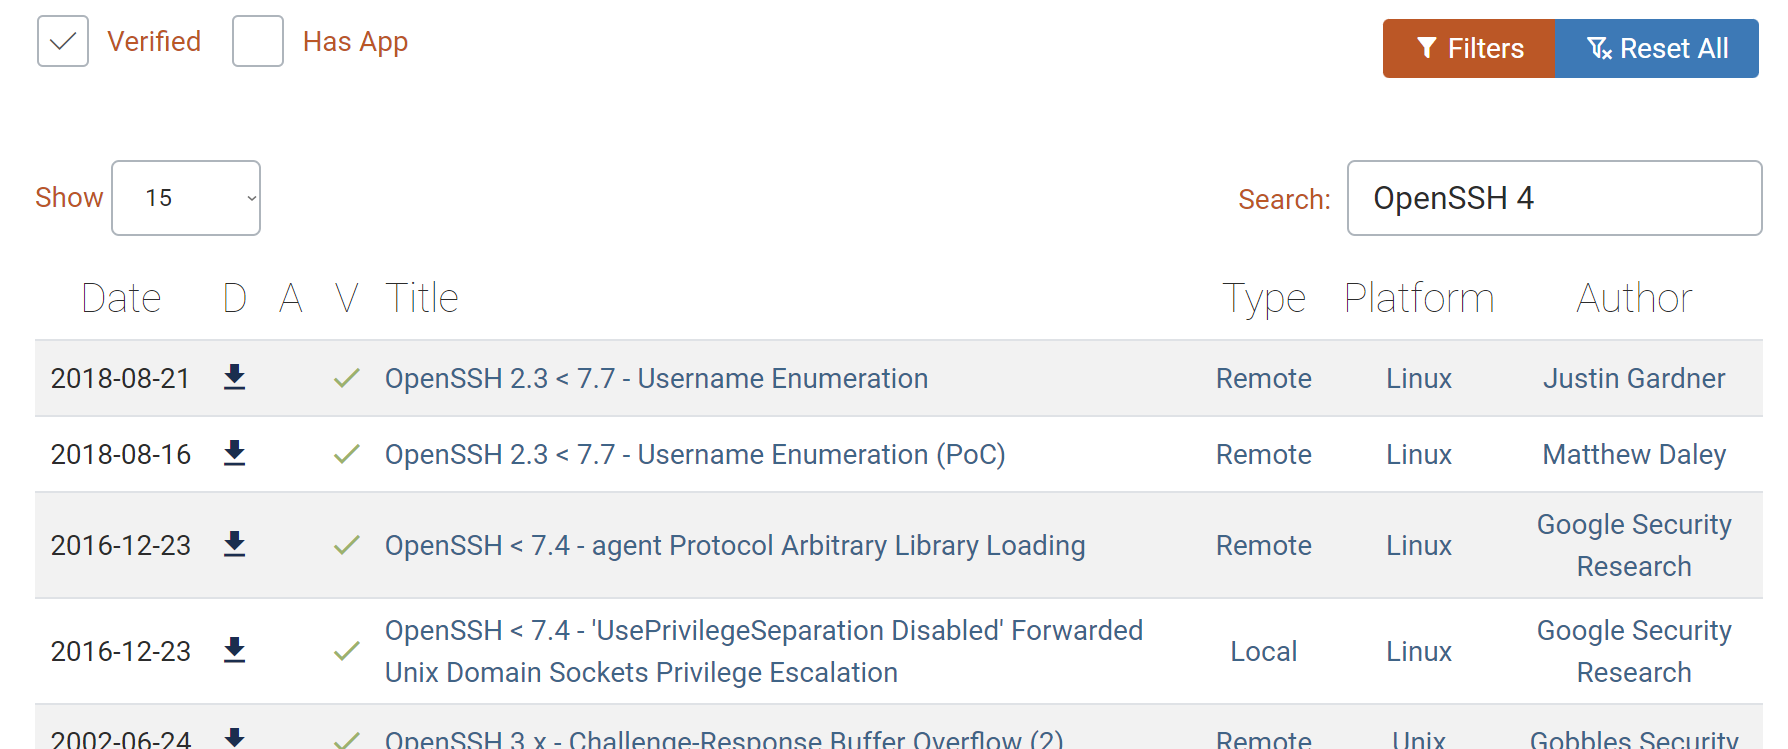 Verified Has App Filters Reset All
Show 15 Search: OpenSSH 4
Date D A V Title Type Platform Author
2018-08-21 OpenSSH 2.3 < 7.7 - Username Enumeration Remote Linux Justin Gardner
2018-08-16 OpenSSH 2.3 < 7.7 - Username Enumeration (PoC) Remote Linux Matthew Daley
2016-12-23 OpenSSH < 7.4 - agent Protocol Arbitrary Library Loading Remote Linux Google Security
Research
2016-12-23 OpenSSH < 7.4 - 'UsePrivilegeSeparation Disabled' Forwarded Local Linux Google Security
Unix Domain Sockets Privilege Escalation Research
2002-06-24 OpenSSH 3.x - Challenge-Response Buffer Overflow (2) Remote Unix Gobbles Security